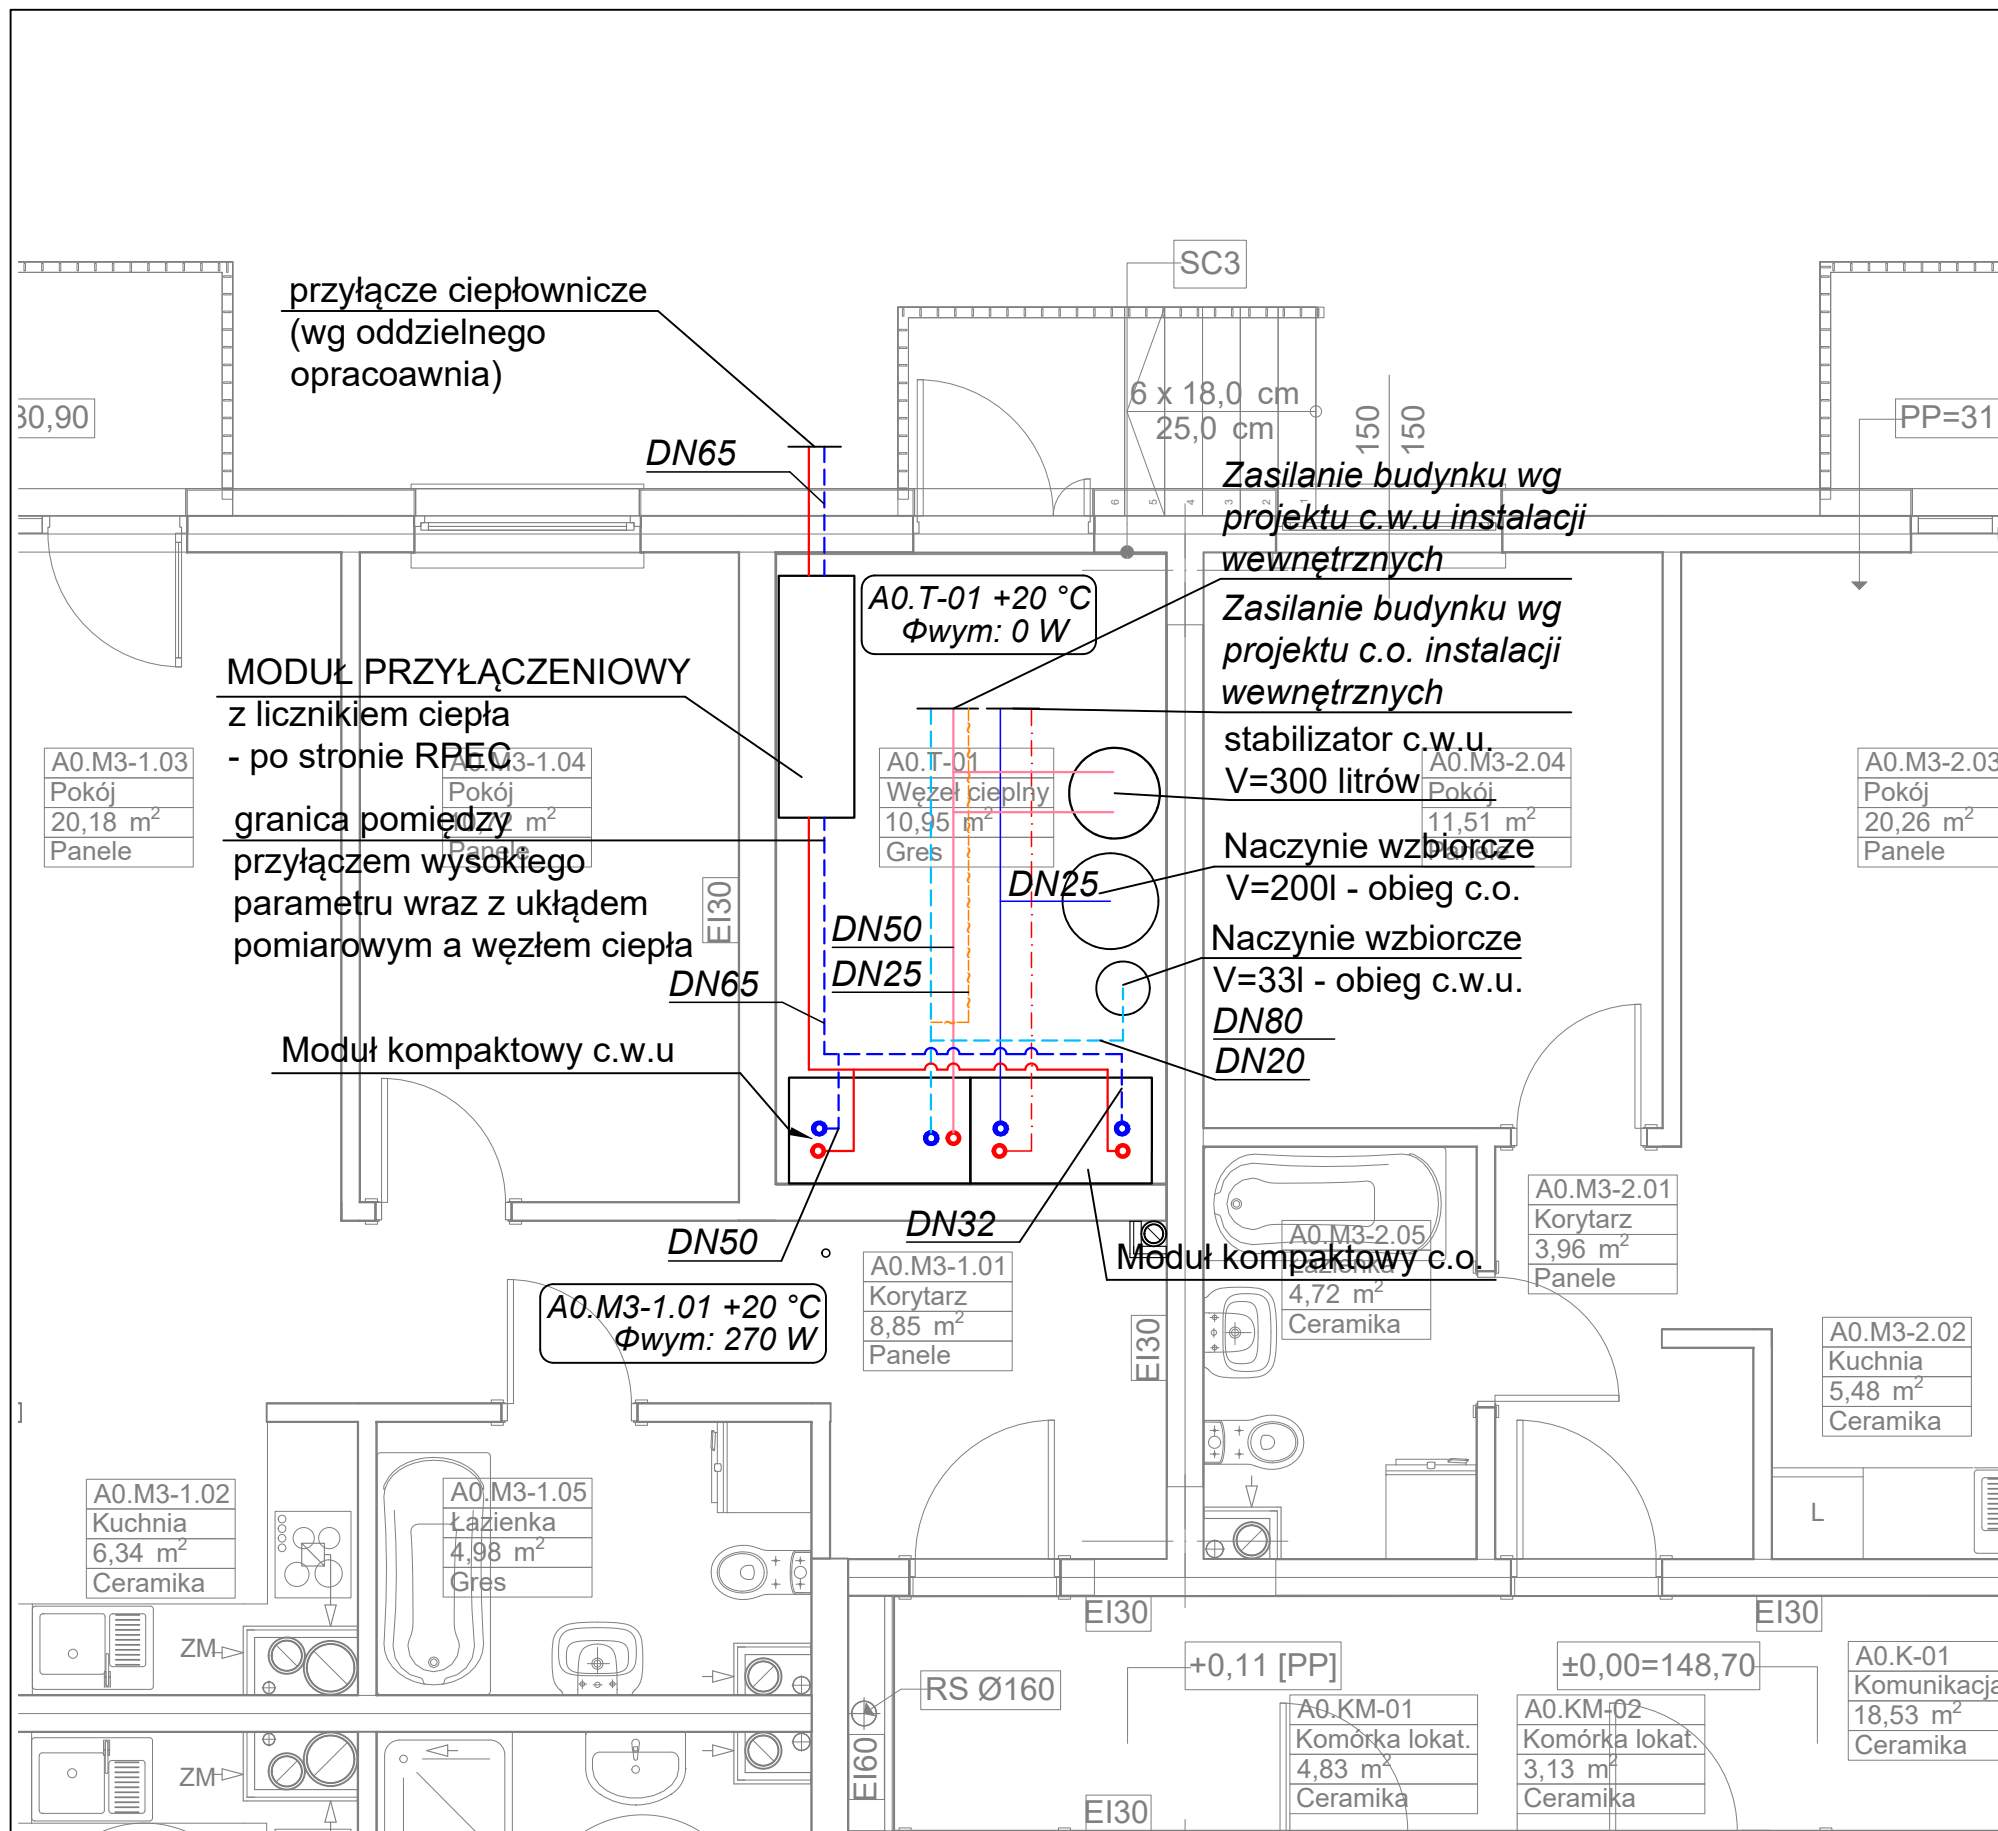 SC3
przyłącze ciepłownicze
(wg oddzielnego
opracoawnia)
6 x 18,0 cm
25,0 cm
150
150
30,90
PP=31
DN65
Zasilanie budynku wg
projektu c.w.u instalacji
wewnętrznych
6
5
4
3
2
1
A0.T-01 +20 °C
Φwym: 0 W
Zasilanie budynku wg
projektu c.o. instalacji
wewnętrznych
MODUŁ PRZYŁĄCZENIOWY
z licznikiem ciepła
- po stronie RPEC
stabilizator c.w.u.
V=300 litrów
A0.M3-1.03
Pokój
20,18 m²
Panele
A0.M3-1.04
Pokój
m²
Panele
A0.T-01
Węzeł cieplny
10,95 m²
Gres
A0.M3-2.04
Pokój
11,51 m²
Panele
A0.M3-2.03
Pokój
20,26 m²
Panele
granica pomiędzy
przyłączem wysokiego
parametru wraz z ukłądem
pomiarowym a węzłem ciepła
EI30
DN25
Naczynie wzbiorcze
V=200l - obieg c.o.
DN50
DN25
Naczynie wzbiorcze
V=33l - obieg c.w.u.
DN65
DN80
DN20
Moduł kompaktowy c.w.u
DN50
DN32
Moduł kompaktowy c.o.
A0.M3-2.05
Łazienka
4,72 m²
Ceramika
A0.M3-2.01
Korytarz
3,96 m²
Panele
A0.M3-1.01
Korytarz
8,85 m²
Panele
A0.M3-1.01 +20 °C
Φwym: 270 W
EI30
A0.M3-2.02
Kuchnia
5,48 m²
Ceramika
A0.M3-1.02
Kuchnia
6,34 m²
Ceramika
A0.M3-1.05
Łazienka
4,98 m²
Gres
L
EI30
EI30
ZM
RS Ø160
+0,11 [PP]
±0,00=148,70
A0.K-01
Komunikacja
18,53 m²
Ceramika
A0.KM-01
Komórka lokat.
4,83 m²
Ceramika
A0.KM-02
Komórka lokat.
3,13 m²
Ceramika
ZM
EI60
EI30